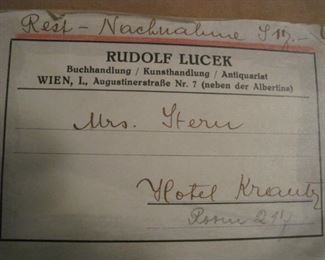 Rest - Nachnahme S 17.-
RUDOLF LUCEK
Buchhandlung / Kunsthandlung / Antiquariat
WIEN, I., Augustinerstraße Nr. 7 (neben der Albertina)
Mrs. Stern
Hotel Krantz
Room 217